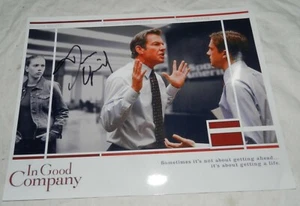 In Good
Company
Sometimes it's not about getting ahead...
it's about getting a life.